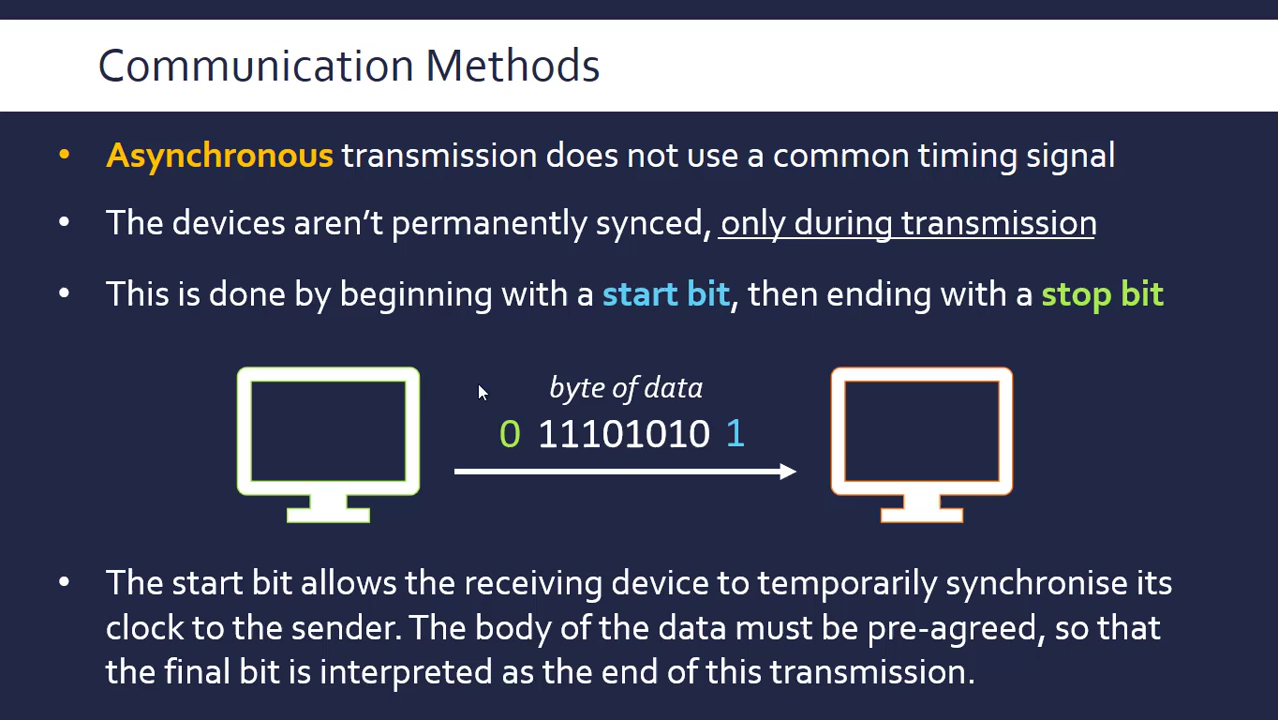 Communication Methods
• Asynchronous transmission does not use a common timing signal
• The devices aren’t permanently synced, only during transmission
• This is done by beginning with a start bit, then ending with a stop bit
byte of data
0 11101010 1
• The start bit allows the receiving device to temporarily synchronise its
clock to the sender. The body of the data must be pre-agreed, so that
the final bit is interpreted as the end of this transmission.